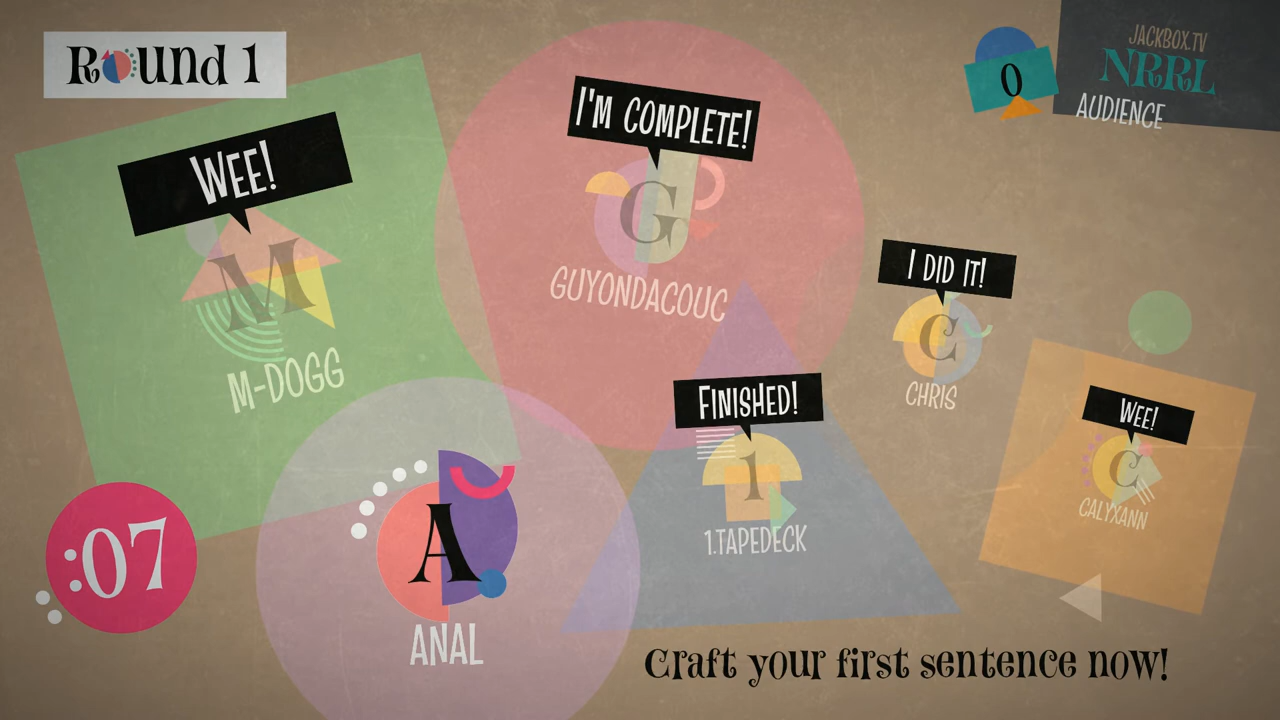 Round 1
JACKBOX.TV
NRRL
AUDIENCE
0
WEE!
M
M-DOGG
I'M COMPLETE!
G
GUYONDACOUC
I DID IT!
C
CHRIS
FINISHED!
1
1.TAPEDECK
WEE!
C
CALYXANN
:07
A
ANAL
Craft your first sentence now!